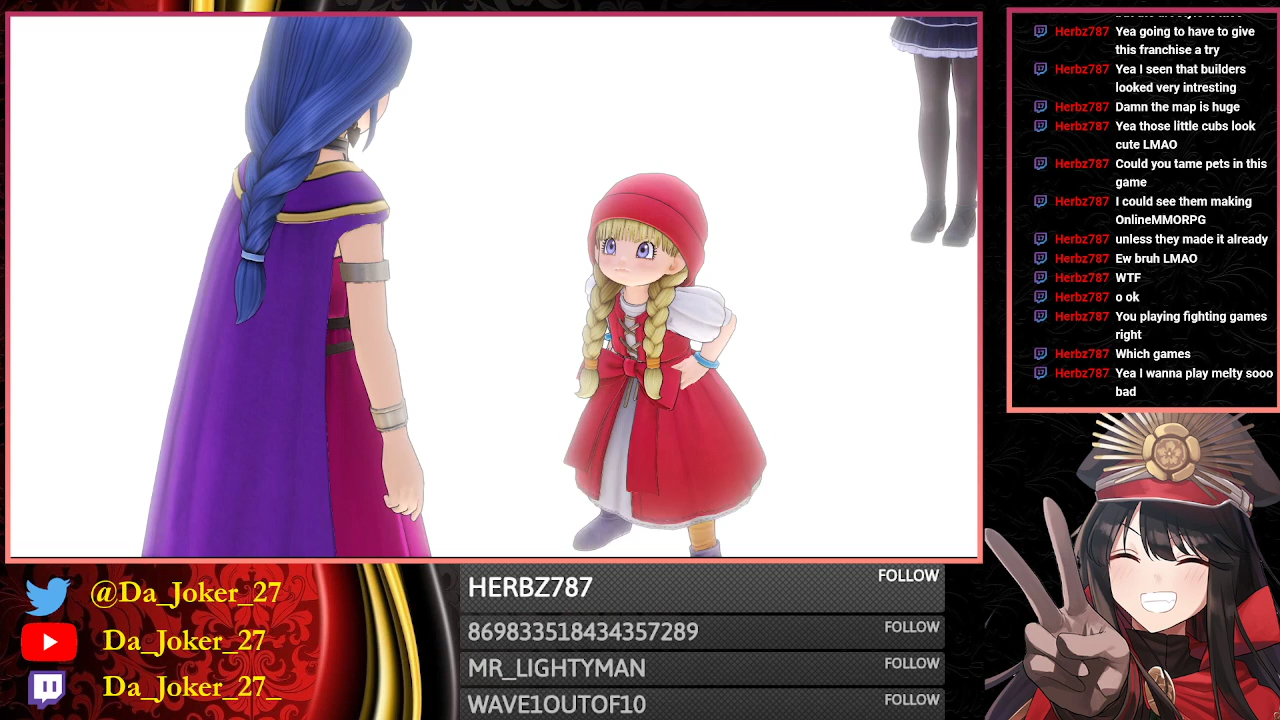 Herbz787 Yea going to have to give
this franchise a try
Herbz787 Yea I seen that builders
looked very intresting
Herbz787 Damn the map is huge
Herbz787 Yea those little cubs look
cute LMAO
Herbz787 Could you tame pets in this
game
Herbz787 I could see them making
OnlineMMORPG
Herbz787 unless they made it already
Herbz787 Ew bruh LMAO
Herbz787 WTF
Herbz787 o ok
Herbz787 You playing fighting games
right
Herbz787 Which games
Herbz787 Yea I wanna play melty sooo
bad
@Da_Joker_27
Da_Joker_27
Da_Joker_27_
HERBZ787 FOLLOW
869833518434357289 FOLLOW
MR_LIGHTYMAN FOLLOW
WAVE1OUTOF10 FOLLOW